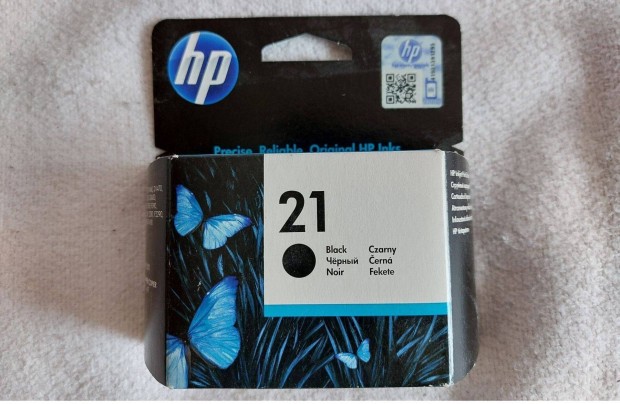 hp
hp
Precise. Reliable. Original HP Inks
21
Black Czarny
Чёрный Černá
Noir Fekete